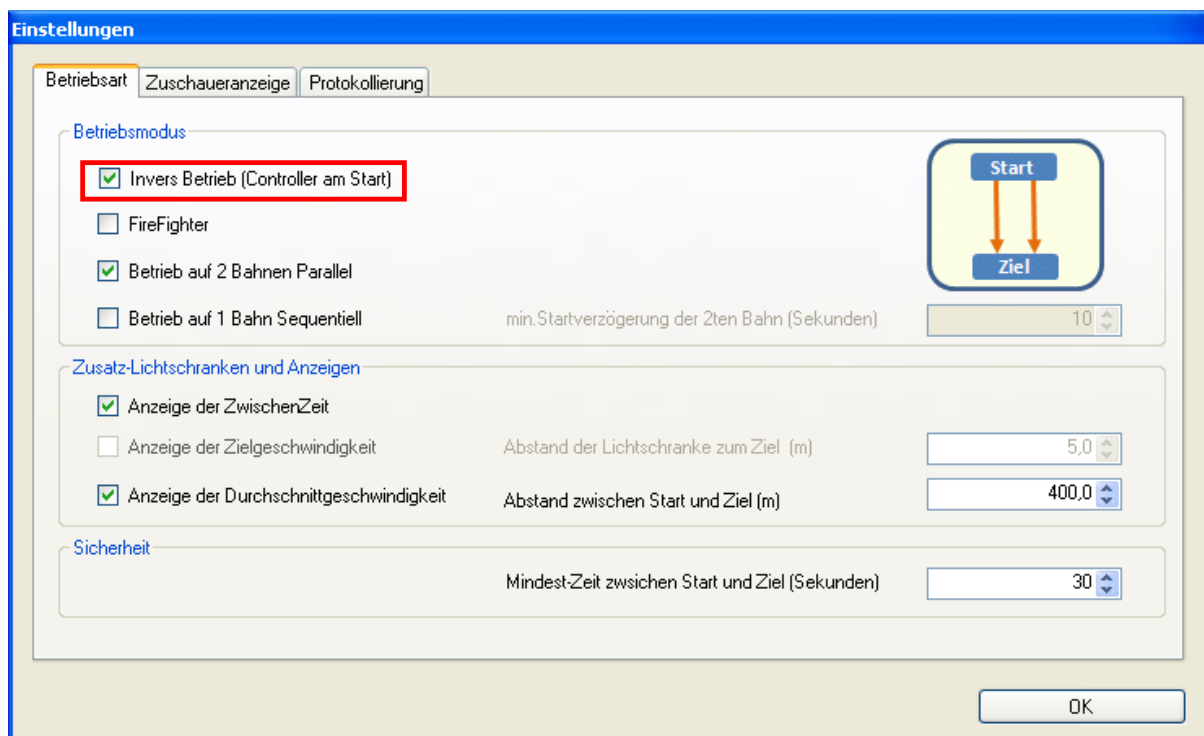 Einstellungen
Betriebsart Zuschaueranzeige Protokollierung
Betriebsmodus
Invers Betrieb (Controller am Start)
Start
FireFighter
Betrieb auf 2 Bahnen Parallel
Ziel
Betrieb auf 1 Bahn Sequentiell min.Startverzögerung der 2ten Bahn (Sekunden) 10
Zusatz-Lichtschranken und Anzeigen
Anzeige der ZwischenZeit
Anzeige der Zielgeschwindigkeit Abstand der Lichtschranke zum Ziel (m) 5,0
Anzeige der Durchschnittgeschwindigkeit Abstand zwischen Start und Ziel (m) 400,0
Sicherheit
Mindest-Zeit zwsichen Start und Ziel (Sekunden) 30
OK